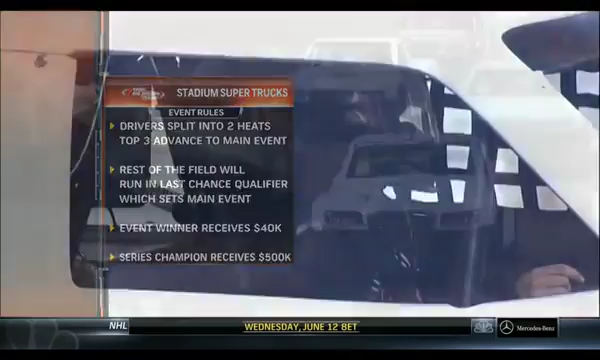 STADIUM SUPER TRUCKS
EVENT RULES
DRIVERS SPLIT INTO 2 HEATS
TOP 3 ADVANCE TO MAIN EVENT
REST OF THE FIELD WILL
RUN IN LAST CHANCE QUALIFIER
WHICH SETS MAIN EVENT
EVENT WINNER RECEIVES $40K
SERIES CHAMPION RECEIVES $500K
NHL
WEDNESDAY, JUNE 12 8ET
Mercedes-Benz